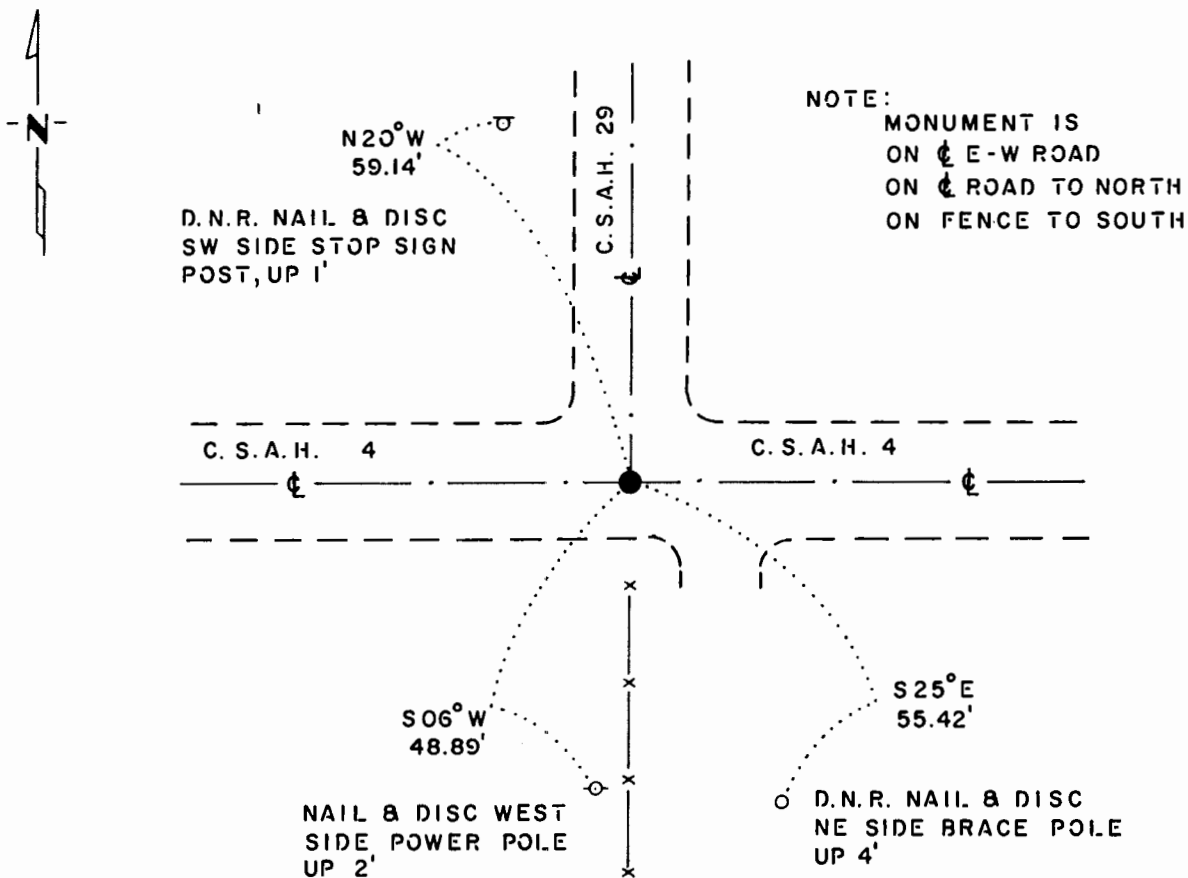 N
N20°W
59.14'
D.N.R. NAIL & DISC
SW SIDE STOP SIGN
POST, UP 1'
C.S.A.H. 29
℄
NOTE:
MONUMENT IS
ON ℄ E-W ROAD
ON ℄ ROAD TO NORTH
ON FENCE TO SOUTH
C.S.A.H. 4
C.S.A.H. 4
℄
℄
S06°W
48.89'
NAIL & DISC WEST
SIDE POWER POLE
UP 2'
S25°E
55.42'
D.N.R. NAIL & DISC
NE SIDE BRACE POLE
UP 4'